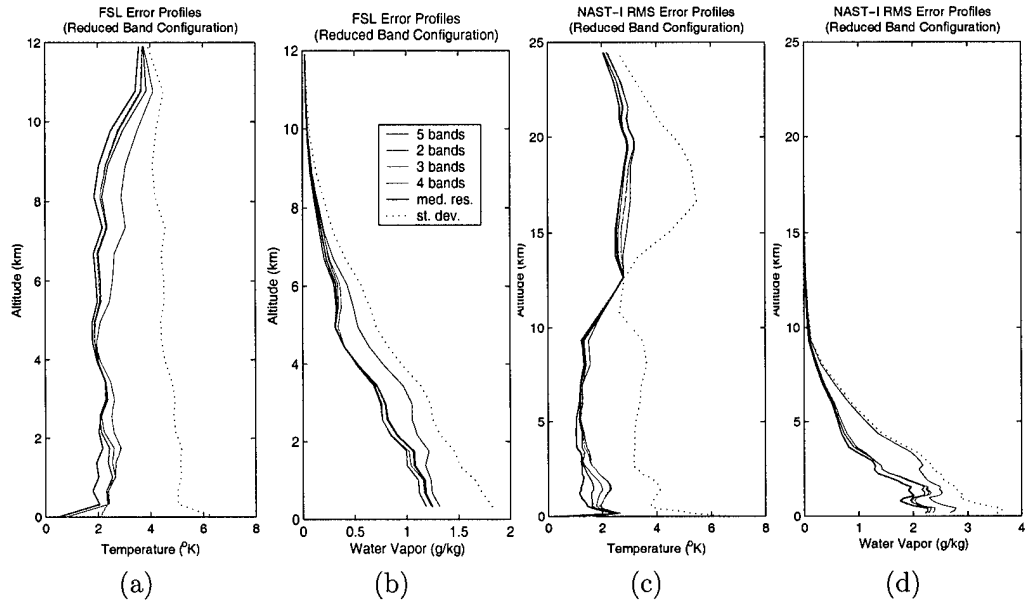 FSL Error Profiles
(Reduced Band Configuration)
12
10
8
6
4
2
0
Altitude (km)
0
2
4
6
8
Temperature (°K)
(a)
FSL Error Profiles
(Reduced Band Configuration)
12
10
8
6
4
2
0
Altitude (km)
5 bands
2 bands
3 bands
4 bands
med. res.
st. dev.
0
0.5
1
1.5
2
Water Vapor (g/kg)
(b)
NAST-I RMS Error Profiles
(Reduced Band Configuration)
25
20
15
10
5
0
Altitude (km)
0
2
4
6
8
Temperature (°K)
(c)
NAST-I RMS Error Profiles
(Reduced Band Configuration)
25
20
15
10
5
0
Altitude (km)
0
1
2
3
4
Water Vapor (g/kg)
(d)